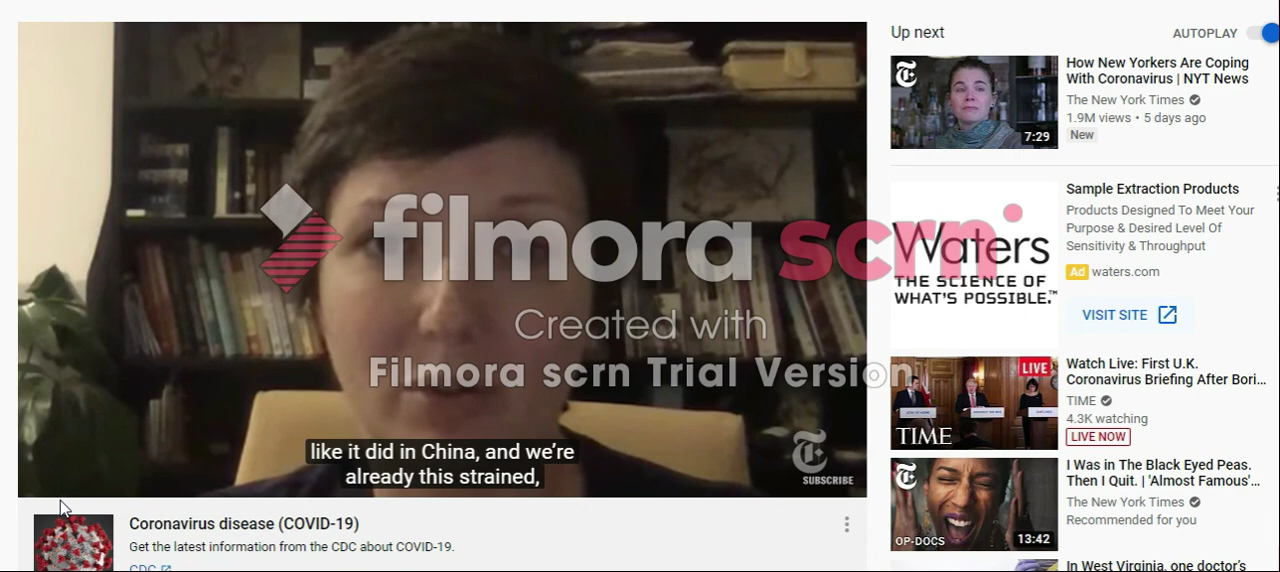 filmora scrn
Created with
Filmora scrn Trial Version
like it did in China, and we're
already this strained,
SUBSCRIBE
Coronavirus disease (COVID-19)
Get the latest information from the CDC about COVID-19.
CDC
Up next
AUTOPLAY
7:29
How New Yorkers Are Coping
With Coronavirus | NYT News
The New York Times
1.9M views • 5 days ago
New
Waters
THE SCIENCE OF
WHAT'S POSSIBLE.™
Sample Extraction Products
Products Designed To Meet Your
Purpose & Desired Level Of
Sensitivity & Throughput
Ad waters.com
VISIT SITE
LIVE
TIME
Watch Live: First U.K.
Coronavirus Briefing After Bori...
TIME
4.3K watching
LIVE NOW
OP-DOCS
13:42
I Was in The Black Eyed Peas.
Then I Quit. | 'Almost Famous'...
The New York Times
Recommended for you
In West Virginia, one doctor's